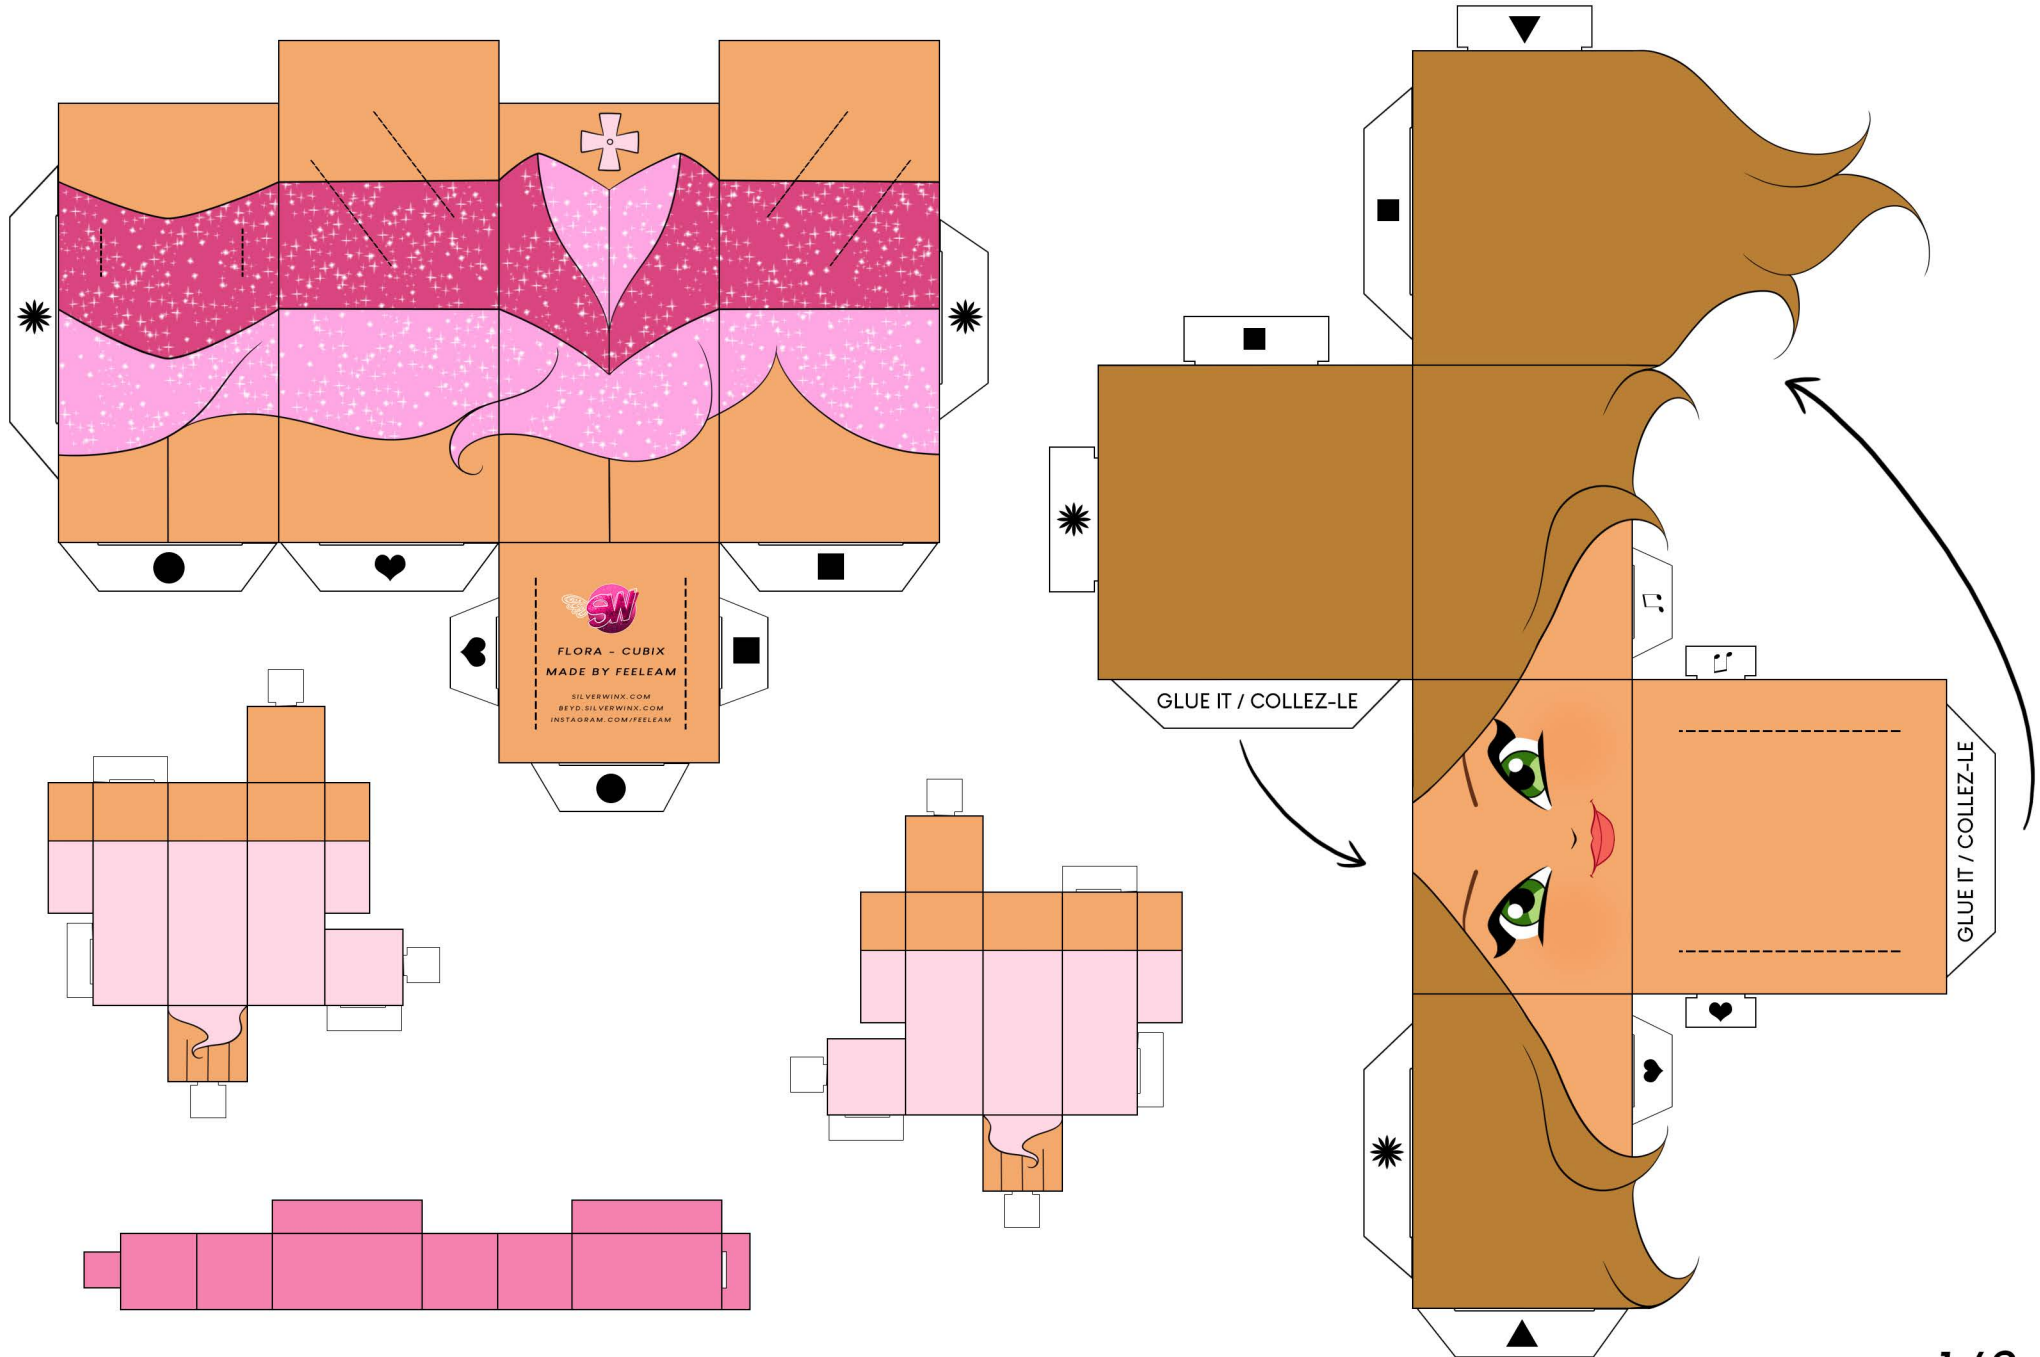 SW
FLORA - CUBIX
MADE BY FEELEAM
SILVERWINX.COM
BEYD.SILVERWINX.COM
INSTAGRAM.COM/FEELEAM
GLUE IT / COLLEZ-LE
GLUE IT / COLLEZ-LE